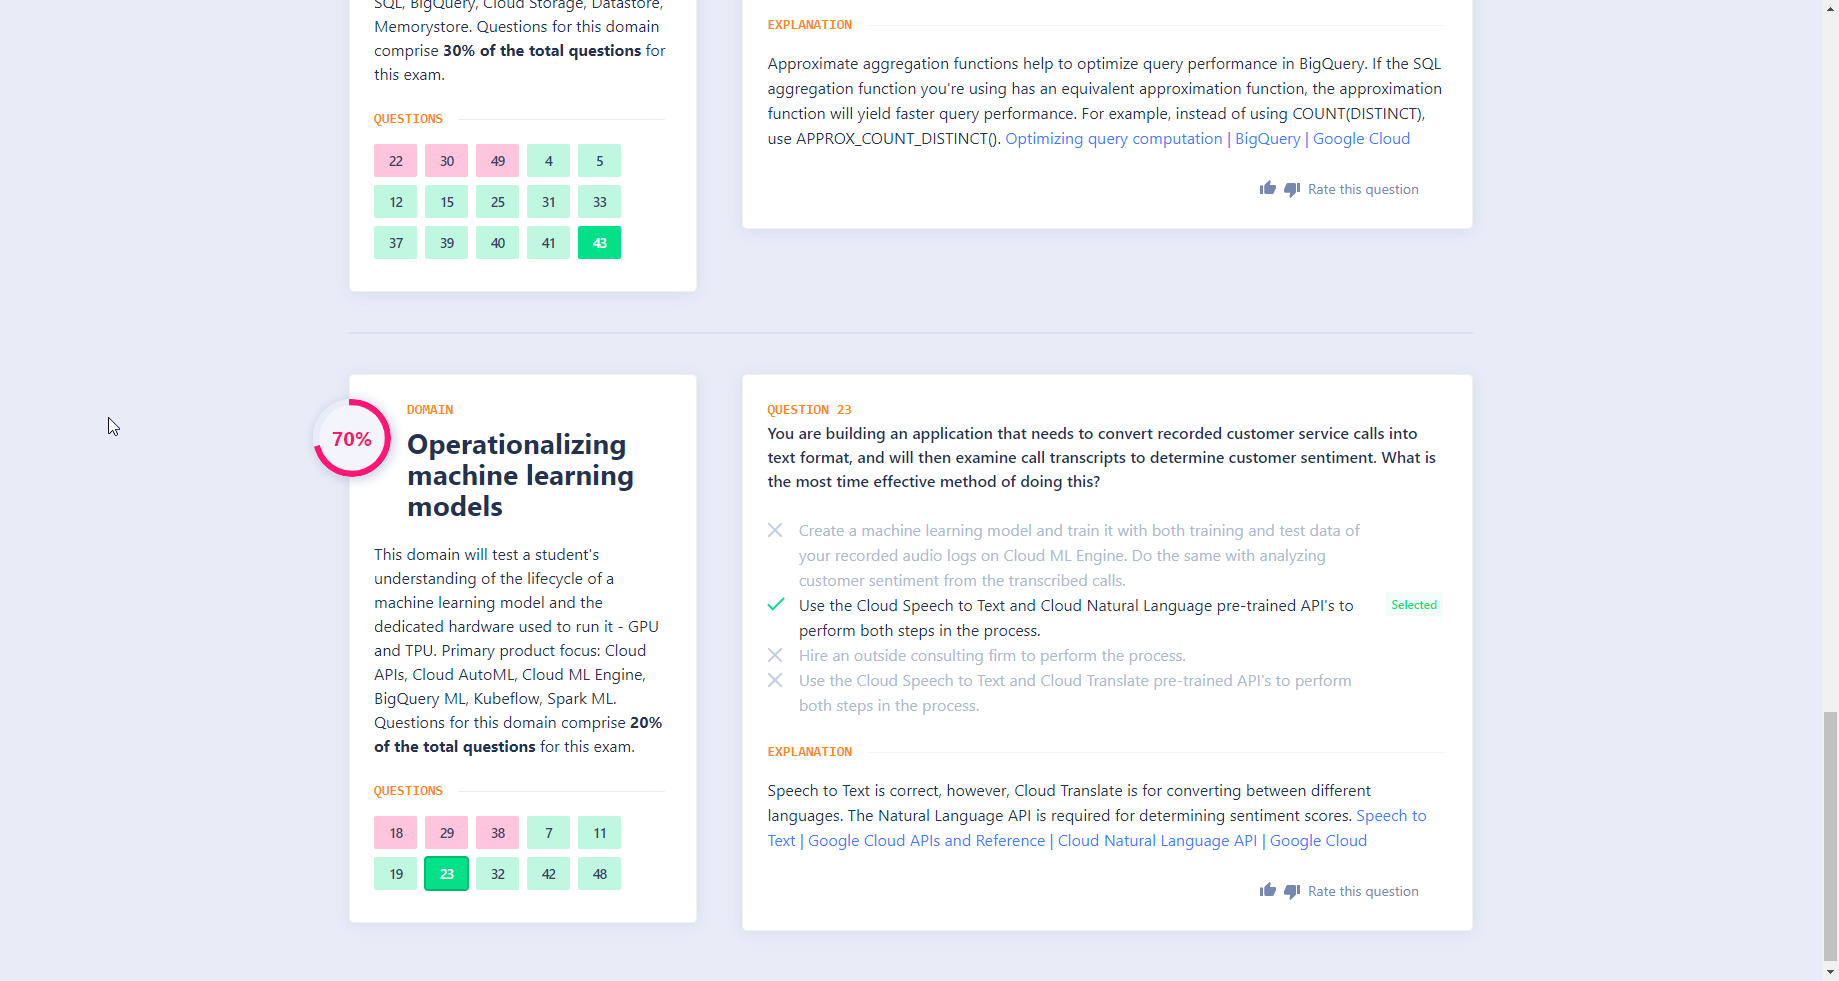 SQL, BigQuery, Cloud Storage, Datastore,
Memorystore. Questions for this domain
comprise 30% of the total questions for
this exam.
QUESTIONS
22 30 49 4 5
12 15 25 31 33
37 39 40 41 43
EXPLANATION
Approximate aggregation functions help to optimize query performance in BigQuery. If the SQL
aggregation function you're using has an equivalent approximation function, the approximation
function will yield faster query performance. For example, instead of using COUNT(DISTINCT),
use APPROX_COUNT_DISTINCT(). Optimizing query computation | BigQuery | Google Cloud
Rate this question
70%
DOMAIN
Operationalizing
machine learning
models
This domain will test a student's
understanding of the lifecycle of a
machine learning model and the
dedicated hardware used to run it - GPU
and TPU. Primary product focus: Cloud
APIs, Cloud AutoML, Cloud ML Engine,
BigQuery ML, Kubeflow, Spark ML.
Questions for this domain comprise 20%
of the total questions for this exam.
QUESTIONS
18 29 38 7 11
19 23 32 42 48
QUESTION 23
You are building an application that needs to convert recorded customer service calls into
text format, and will then examine call transcripts to determine customer sentiment. What is
the most time effective method of doing this?
Create a machine learning model and train it with both training and test data of
your recorded audio logs on Cloud ML Engine. Do the same with analyzing
customer sentiment from the transcribed calls.
Use the Cloud Speech to Text and Cloud Natural Language pre-trained API's to
perform both steps in the process.
Selected
Hire an outside consulting firm to perform the process.
Use the Cloud Speech to Text and Cloud Translate pre-trained API's to perform
both steps in the process.
EXPLANATION
Speech to Text is correct, however, Cloud Translate is for converting between different
languages. The Natural Language API is required for determining sentiment scores. Speech to
Text | Google Cloud APIs and Reference | Cloud Natural Language API | Google Cloud
Rate this question